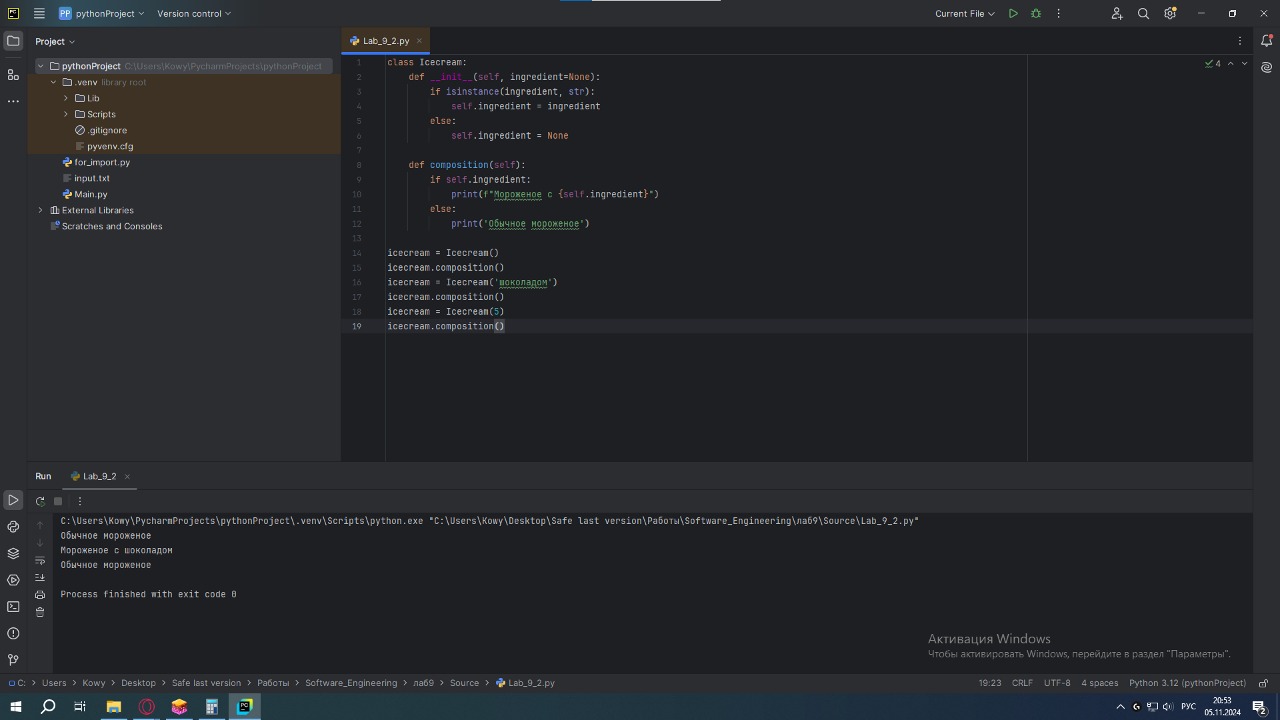 PC
PP pythonProject
Version control
Current File
Project
Lab_9_2.py
pythonProject C:\Users\Kowy\PycharmProjects\pythonProject
.venv library root
Lib
Scripts
.gitignore
pyvenv.cfg
for_import.py
input.txt
Main.py
External Libraries
Scratches and Consoles
4
1 class Icecream:
2     def __init__(self, ingredient=None):
3         if isinstance(ingredient, str):
4             self.ingredient = ingredient
5         else:
6             self.ingredient = None
7
8     def composition(self):
9         if self.ingredient:
10             print(f"Мороженое с {self.ingredient}")
11         else:
12             print('Обычное мороженое')
13
14 icecream = Icecream()
15 icecream.composition()
16 icecream = Icecream('шоколадом')
17 icecream.composition()
18 icecream = Icecream(5)
19 icecream.composition()
Run
Lab_9_2
C:\Users\Kowy\PycharmProjects\pythonProject\.venv\Scripts\python.exe "C:\Users\Kowy\Desktop\Safe last version\Работы\Software_Engineering\лаб9\Source\Lab_9_2.py"
Обычное мороженое
Мороженое с шоколадом
Обычное мороженое
Process finished with exit code 0
Активация Windows
Чтобы активировать Windows, перейдите в раздел "Параметры".
C: Users Kowy Desktop Safe last version Работы Software_Engineering лаб9 Source Lab_9_2.py
19:23 CRLF UTF-8 4 spaces Python 3.12 (pythonProject)
PC
РУС
20:53
05.11.2024
2